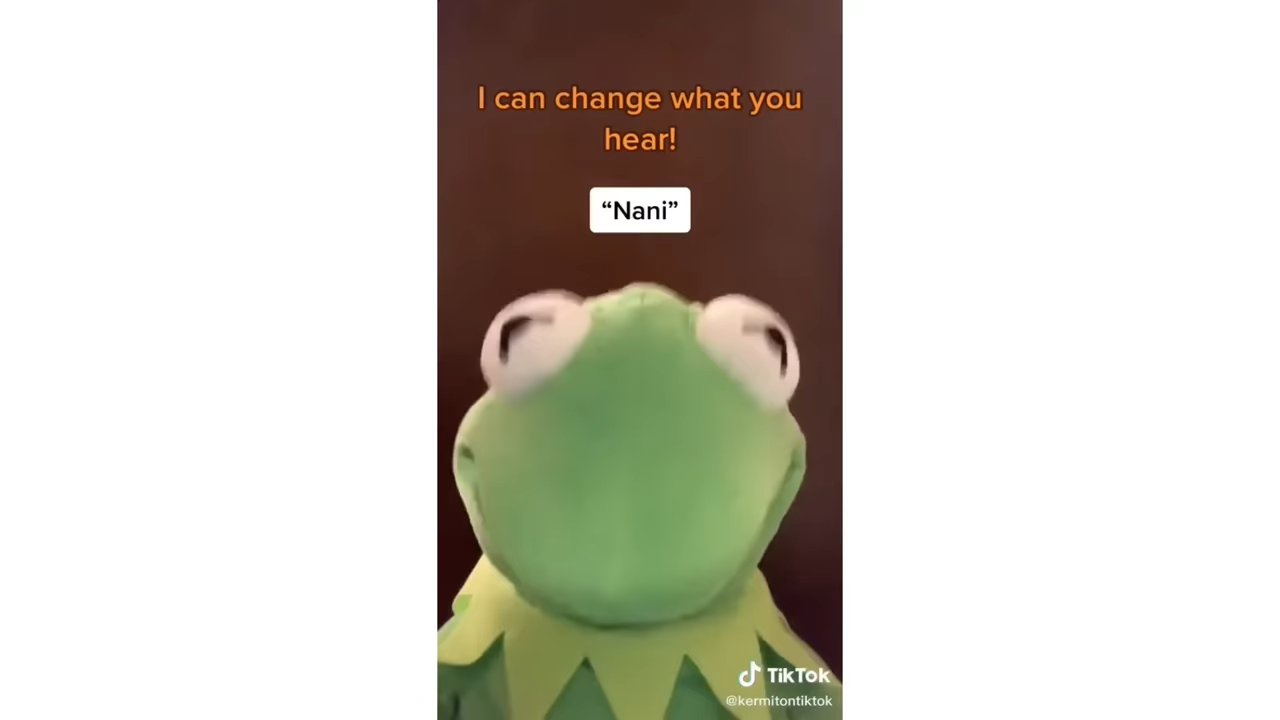 I can change what you
hear!
“Nani”
TikTok
@kermitontiktok